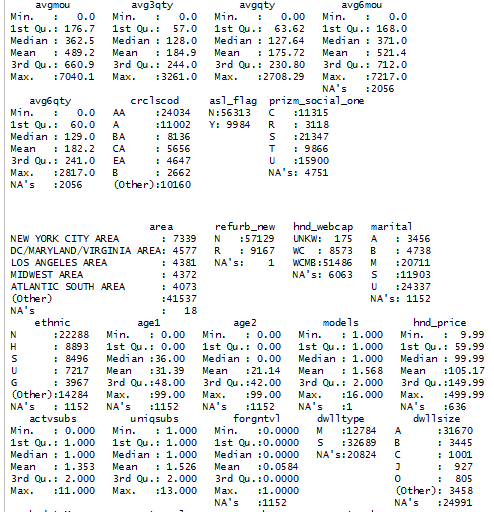 avgmou          avg3qty           avgqty           avg6mou
Min.   :   0.0   Min.   :   0.0   Min.   :   0.00   Min.   :   0.0
1st Qu.: 176.7   1st Qu.:  57.0   1st Qu.:  63.62   1st Qu.: 168.0
Median : 362.5   Median : 128.0   Median : 127.64   Median : 371.0
Mean   : 489.2   Mean   : 184.9   Mean   : 175.72   Mean   : 521.4
3rd Qu.: 660.9   3rd Qu.: 244.0   3rd Qu.: 230.80   3rd Qu.: 712.0
Max.   :7040.1   Max.   :3261.0   Max.   :2708.29   Max.   :7217.0
NA's   :2056
avg6qty          crclscod     asl_flag  prizm_social_one
Min.   :   0.0   AA     :24034   N:56313   C   :11315
1st Qu.:  60.0   A      :11002   Y: 9984   R   : 3118
Median : 129.0   BA     : 8136   S   :21347
Mean   : 182.2   CA     : 5656   T   : 9866
3rd Qu.: 241.0   EA     : 4647   U   :15900
Max.   :2817.0   B      : 2662   NA's: 4751
NA's   :2056     (Other):10160
area       refurb_new   hnd_webcap   marital
NEW YORK CITY AREA       : 7339   N   :57129   UNKW:  175   A   : 3456
DC/MARYLAND/VIRGINIA AREA: 4577   R   : 9167   WC  : 8573   B   : 4738
LOS ANGELES AREA         : 4381   NA's:    1   WCMB:51486   M   :20711
MIDWEST AREA             : 4372   NA's: 6063   S   :11903
ATLANTIC SOUTH AREA      : 4073   U   :24337
(Other)                  :41537   NA's: 1152
NA's                     :   18
ethnic           age1            age2           models         hnd_price
N      :22288   Min.   : 0.00   Min.   : 0.00   Min.   : 1.000   Min.   :  9.99
H      : 8893   1st Qu.: 0.00   1st Qu.: 0.00   1st Qu.: 1.000   1st Qu.: 59.99
S      : 8496   Median :36.00   Median : 0.00   Median : 1.000   Median : 99.99
U      : 7217   Mean   :31.39   Mean   :21.14   Mean   : 1.568   Mean   :105.17
G      : 3967   3rd Qu.:48.00   3rd Qu.:42.00   3rd Qu.: 2.000   3rd Qu.:149.99
(Other):14284   Max.   :99.00   Max.   :99.00   Max.   :16.000   Max.   :499.99
NA's   : 1152   NA's   :1152    NA's   :1152    NA's   :1        NA's   :636
actvsubs         uniqsubs         forgntvl      dwlltype      dwllsize
Min.   : 0.000   Min.   : 1.000   Min.   :0.0000   M   :12784   A      :31670
1st Qu.: 1.000   1st Qu.: 1.000   1st Qu.:0.0000   S   :32689   B      : 3445
Median : 1.000   Median : 1.000   Median :0.0000   NA's:20824   C      : 1001
Mean   : 1.353   Mean   : 1.526   Mean   :0.0584   J      :  927
3rd Qu.: 2.000   3rd Qu.: 2.000   3rd Qu.:0.0000   O      :  805
Max.   :11.000   Max.   :13.000   Max.   :1.0000   (Other): 3458
NA's   :1152     NA's   :24991